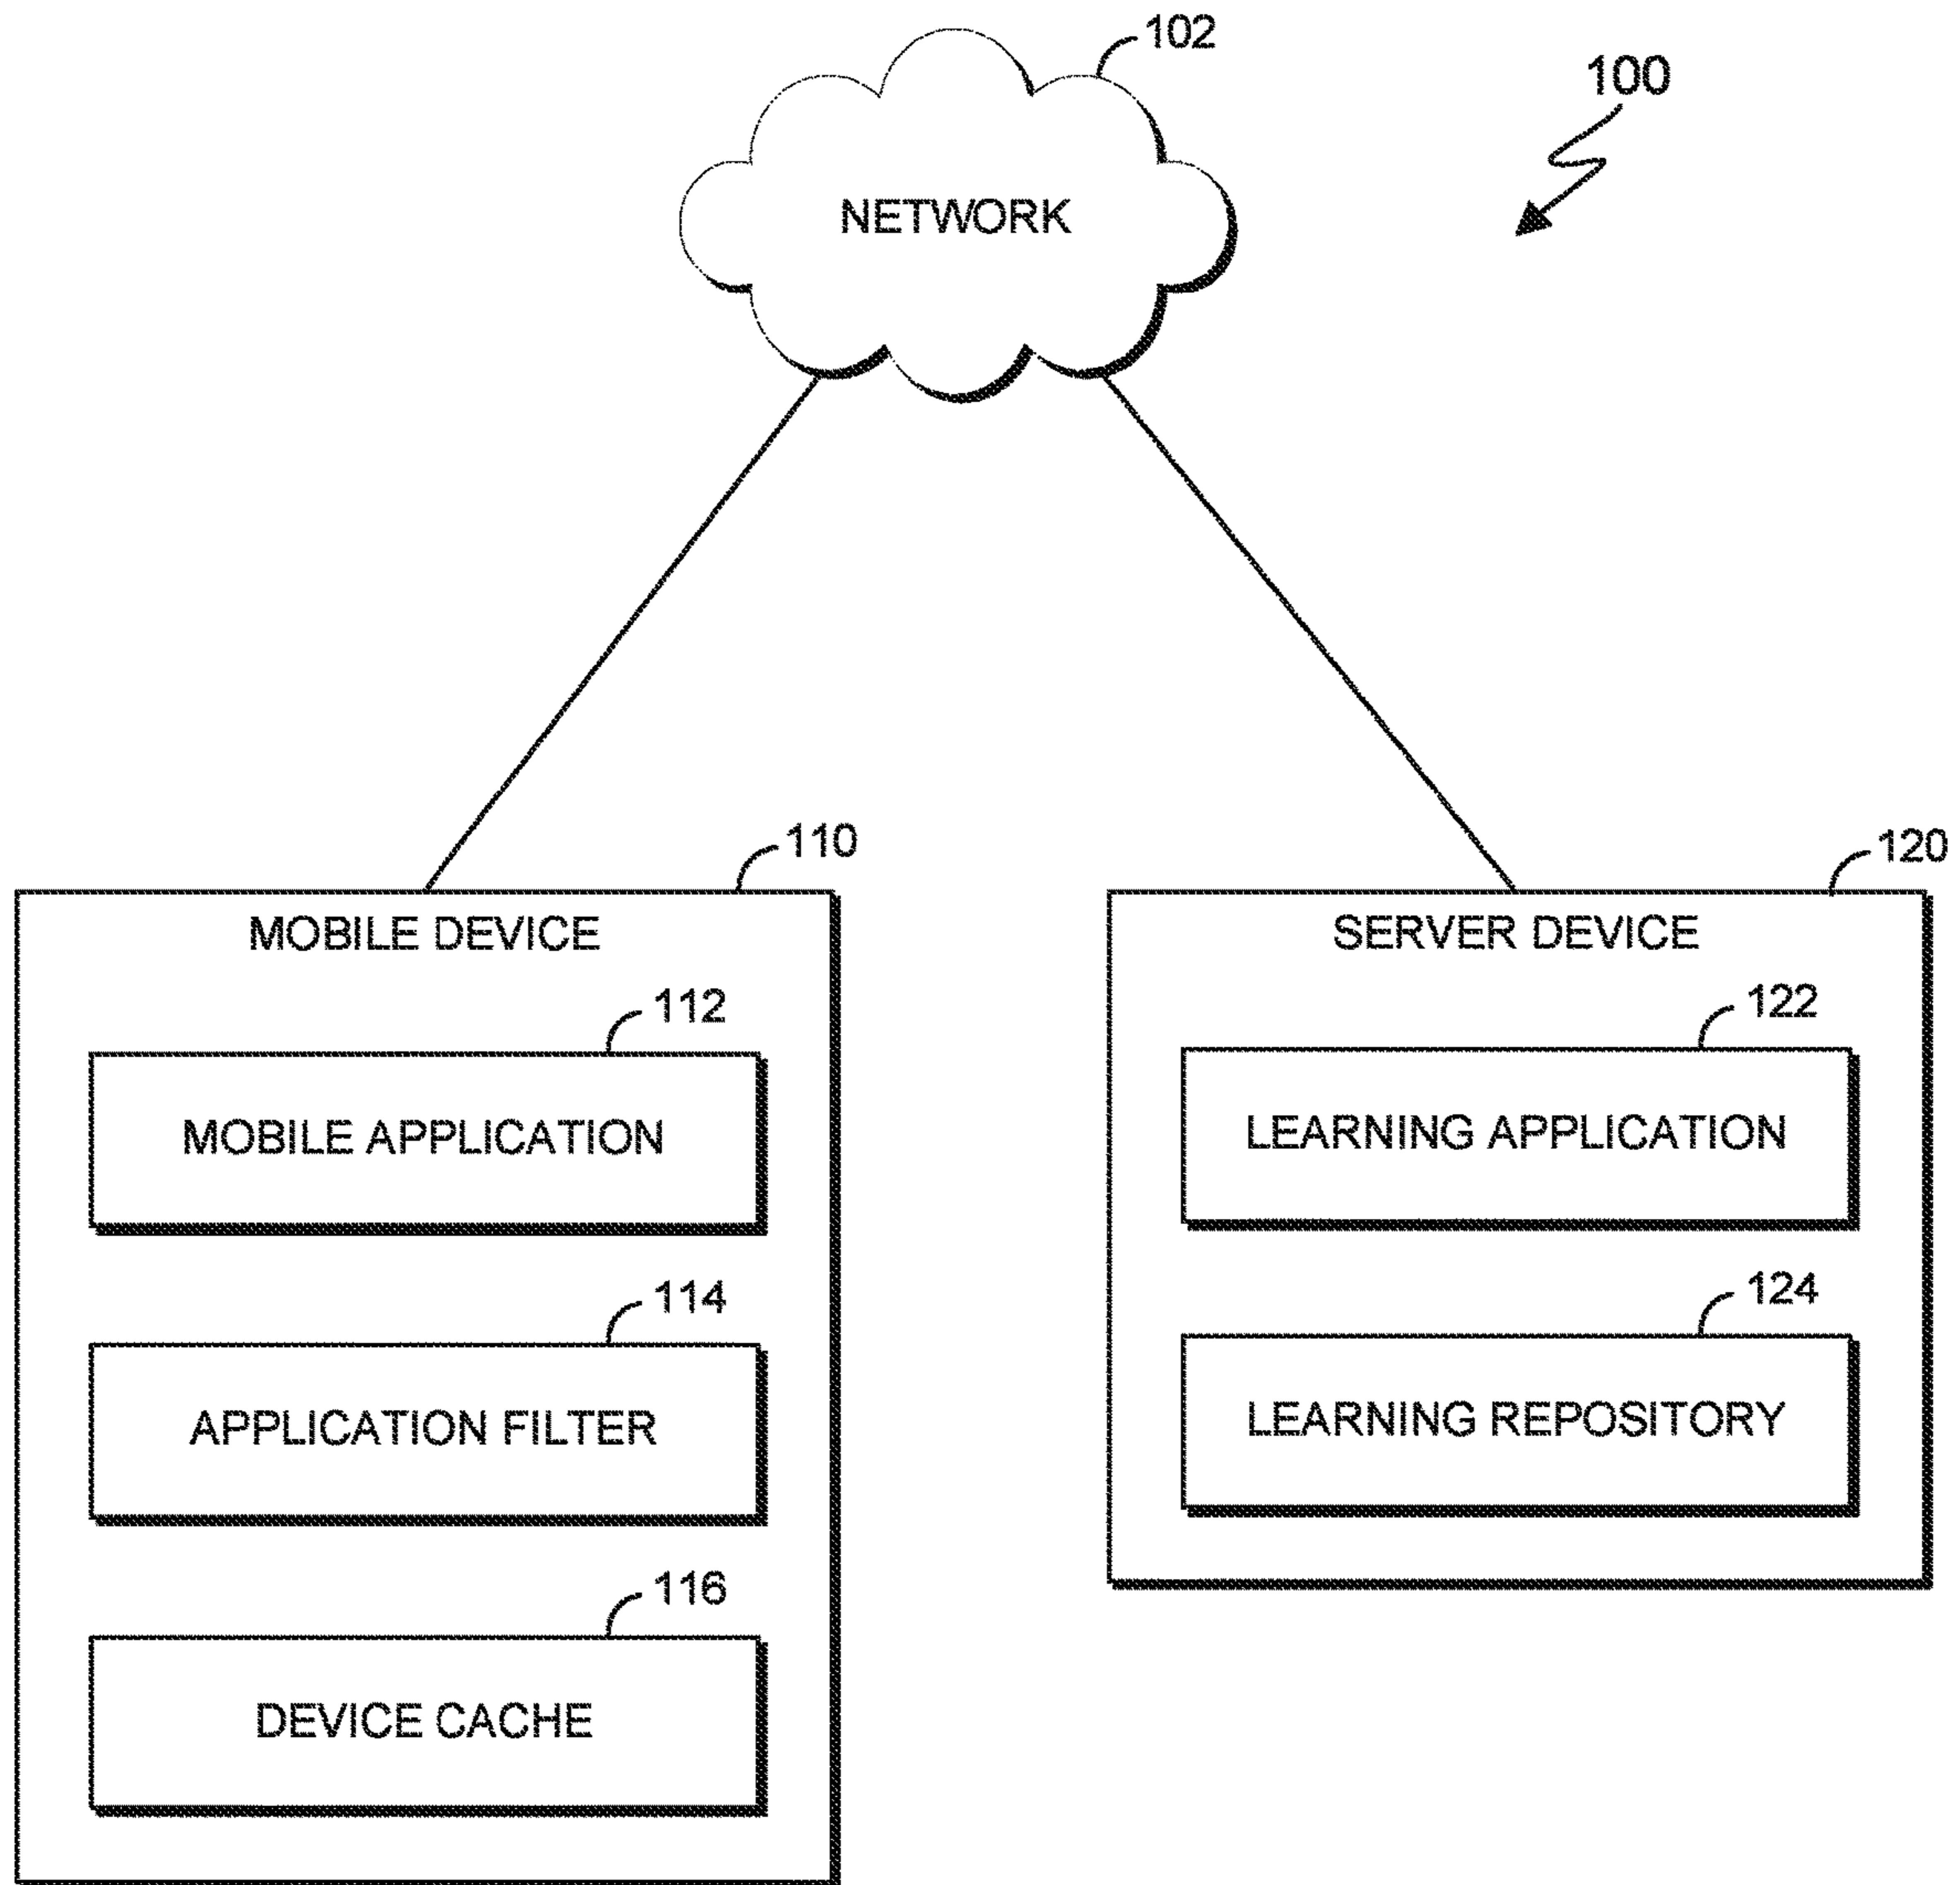 102
100
NETWORK
110
120
MOBILE DEVICE
SERVER DEVICE
112
122
MOBILE APPLICATION
LEARNING APPLICATION
114
124
APPLICATION FILTER
LEARNING REPOSITORY
116
DEVICE CACHE